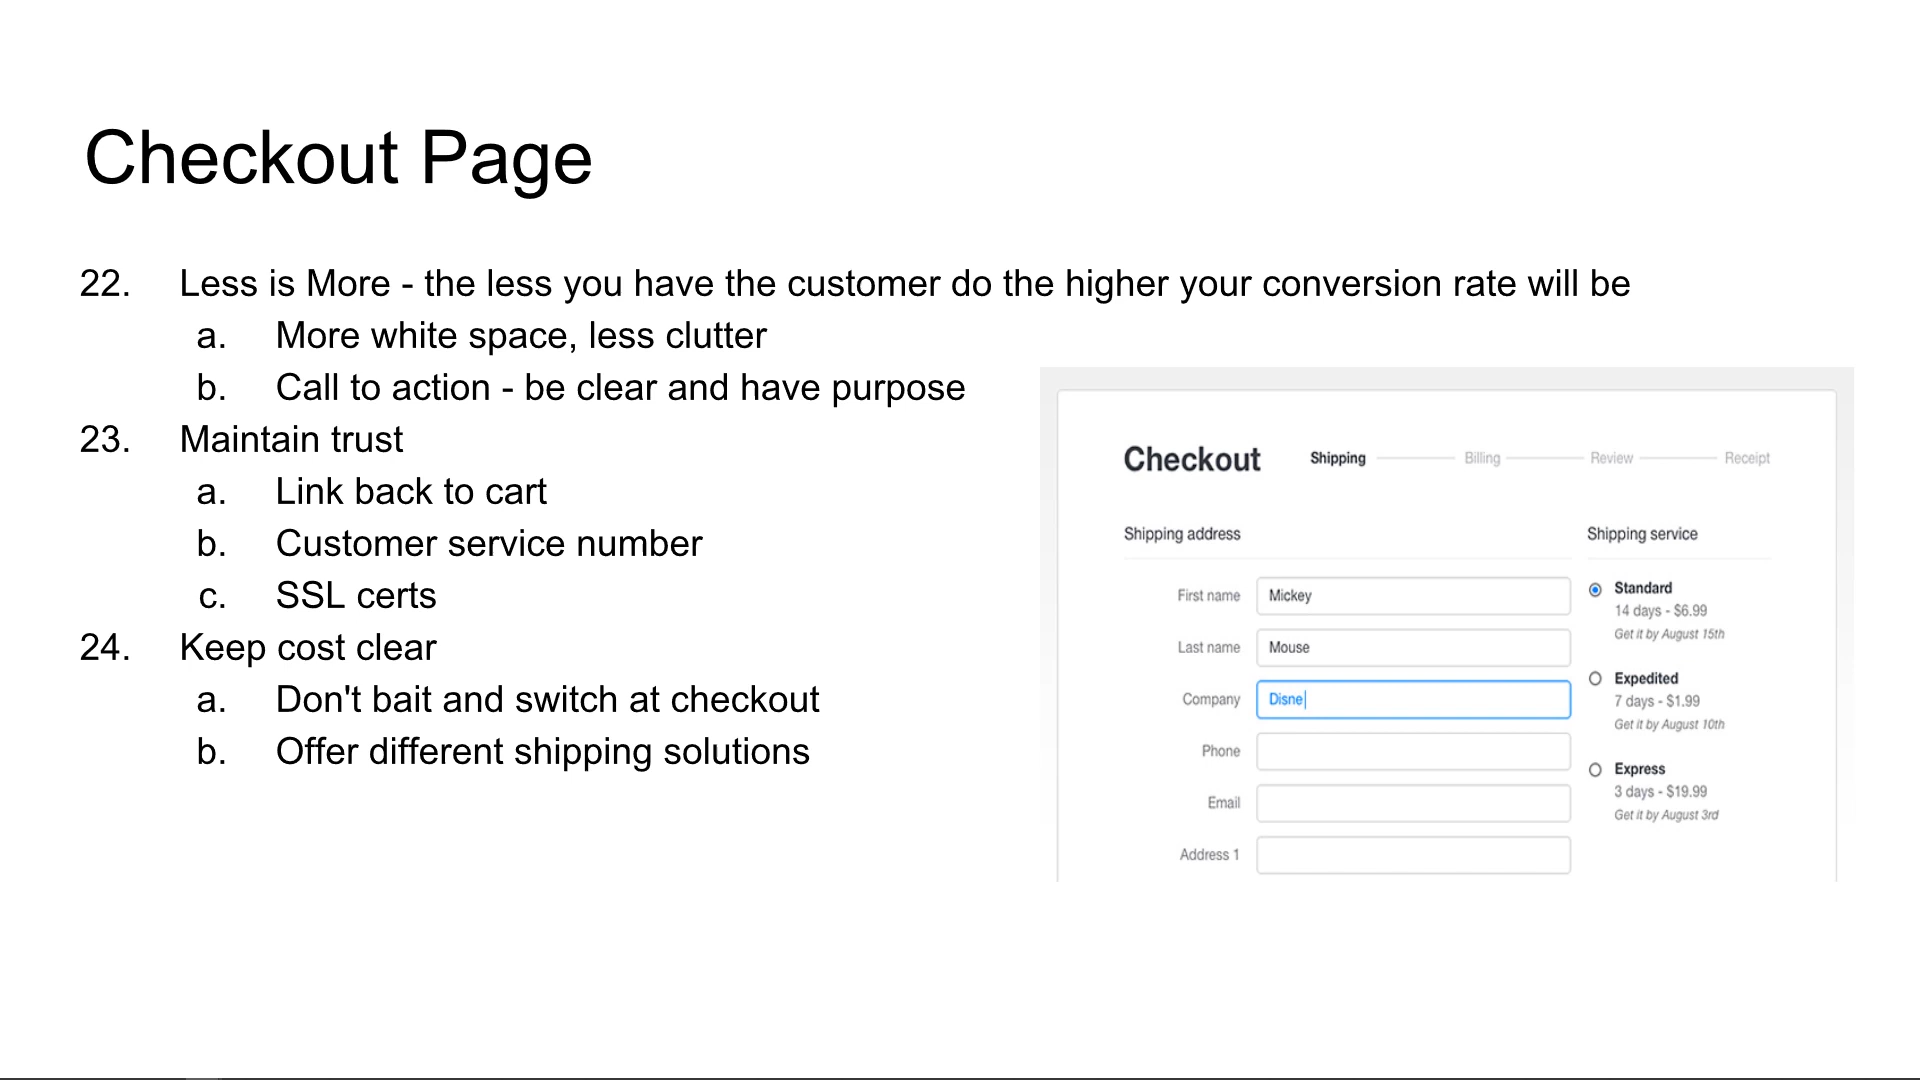 Checkout Page
22. Less is More - the less you have the customer do the higher your conversion rate will be
a. More white space, less clutter
b. Call to action - be clear and have purpose
23. Maintain trust
a. Link back to cart
b. Customer service number
c. SSL certs
24. Keep cost clear
a. Don't bait and switch at checkout
b. Offer different shipping solutions
Checkout Shipping Billing Review Receipt
Shipping address
First name Mickey
Last name Mouse
Company Disne
Phone
Email
Address 1
Shipping service
Standard
14 days - $6.99
Get it by August 15th
Expedited
7 days - $1.99
Get it by August 10th
Express
3 days - $19.99
Get it by August 3rd